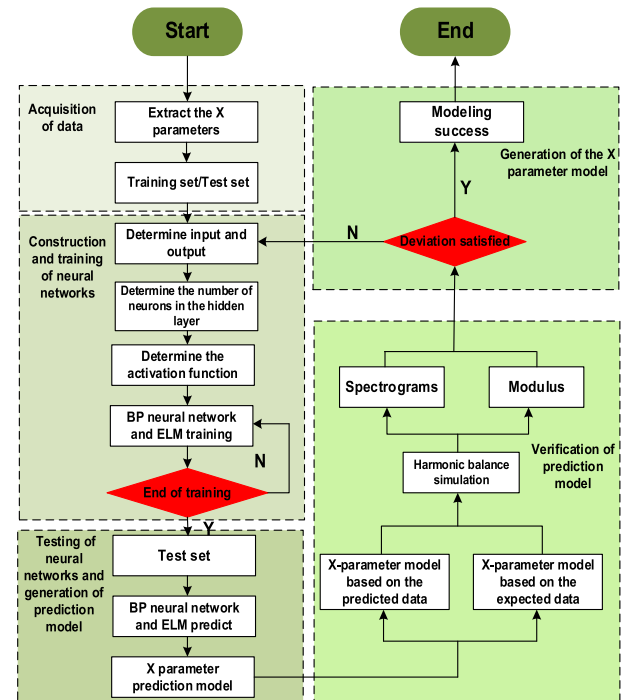 Start
End
Acquisition
of data
Extract the X
parameters
Training set/Test set
Construction
and training
of neural
networks
Determine input and
output
Determine the number of
neurons in the hidden
layer
Determine the
activation function
BP neural network
and ELM training
N
End of training
Y
Testing of
neural
networks and
generation of
prediction
model
Test set
BP neural network
and ELM predict
X parameter
prediction model
Modeling
success
Generation of the X
parameter model
Y
N
Deviation satisfied
Spectrograms
Modulus
Verification of
prediction
model
Harmonic balance
simulation
X-parameter model
based on the
predicted data
X-parameter model
based on the
expected data